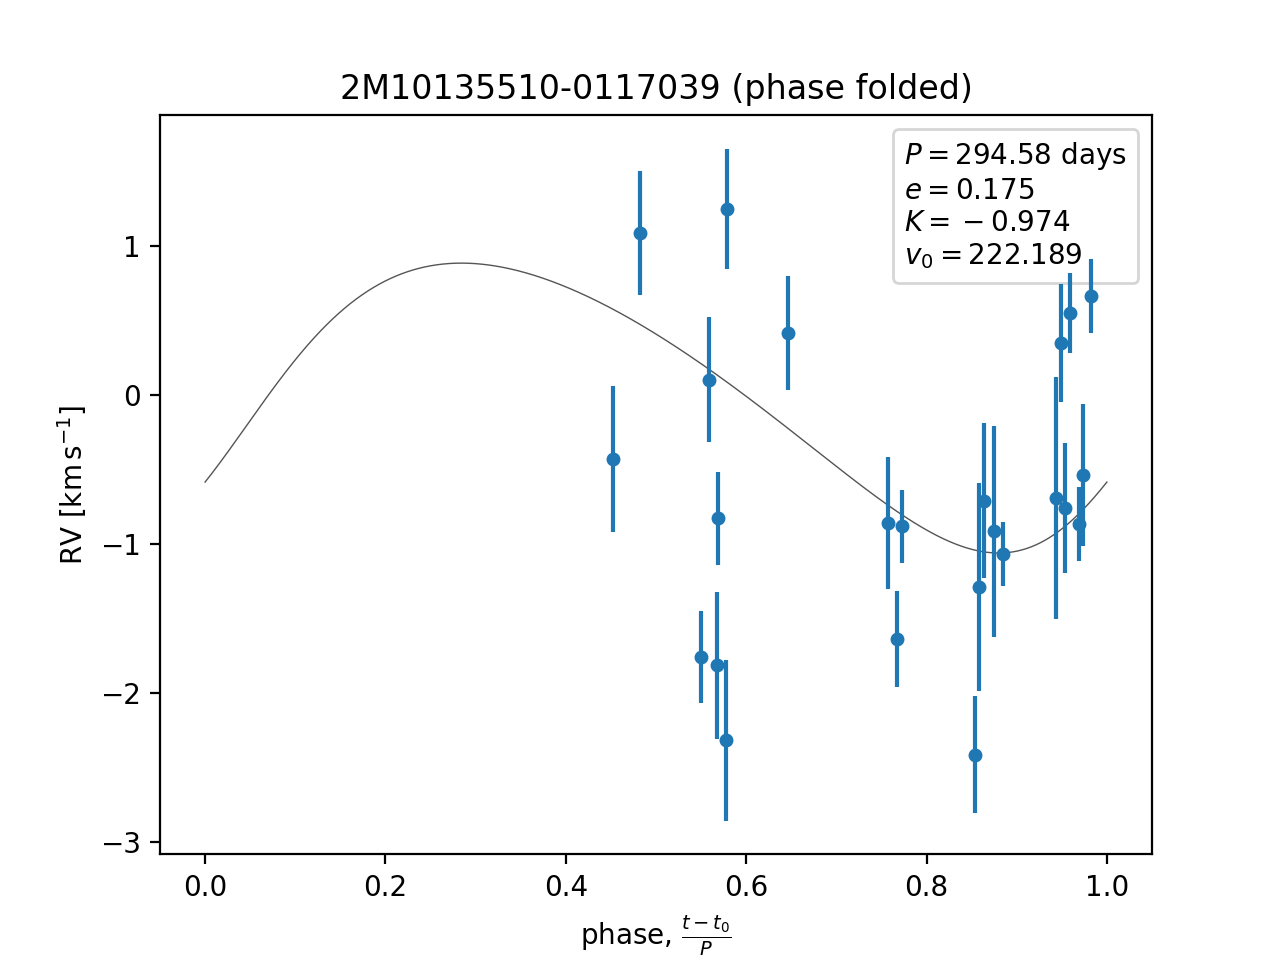 2M10135510-0117039 (phase folded)
P = 294.58 days
e = 0.175
K = −0.974
v₀ = 222.189
RV [km s⁻¹]
1
0
−1
−2
−3
0.0 0.2 0.4 0.6 0.8 1.0
phase, (t − t₀)/P